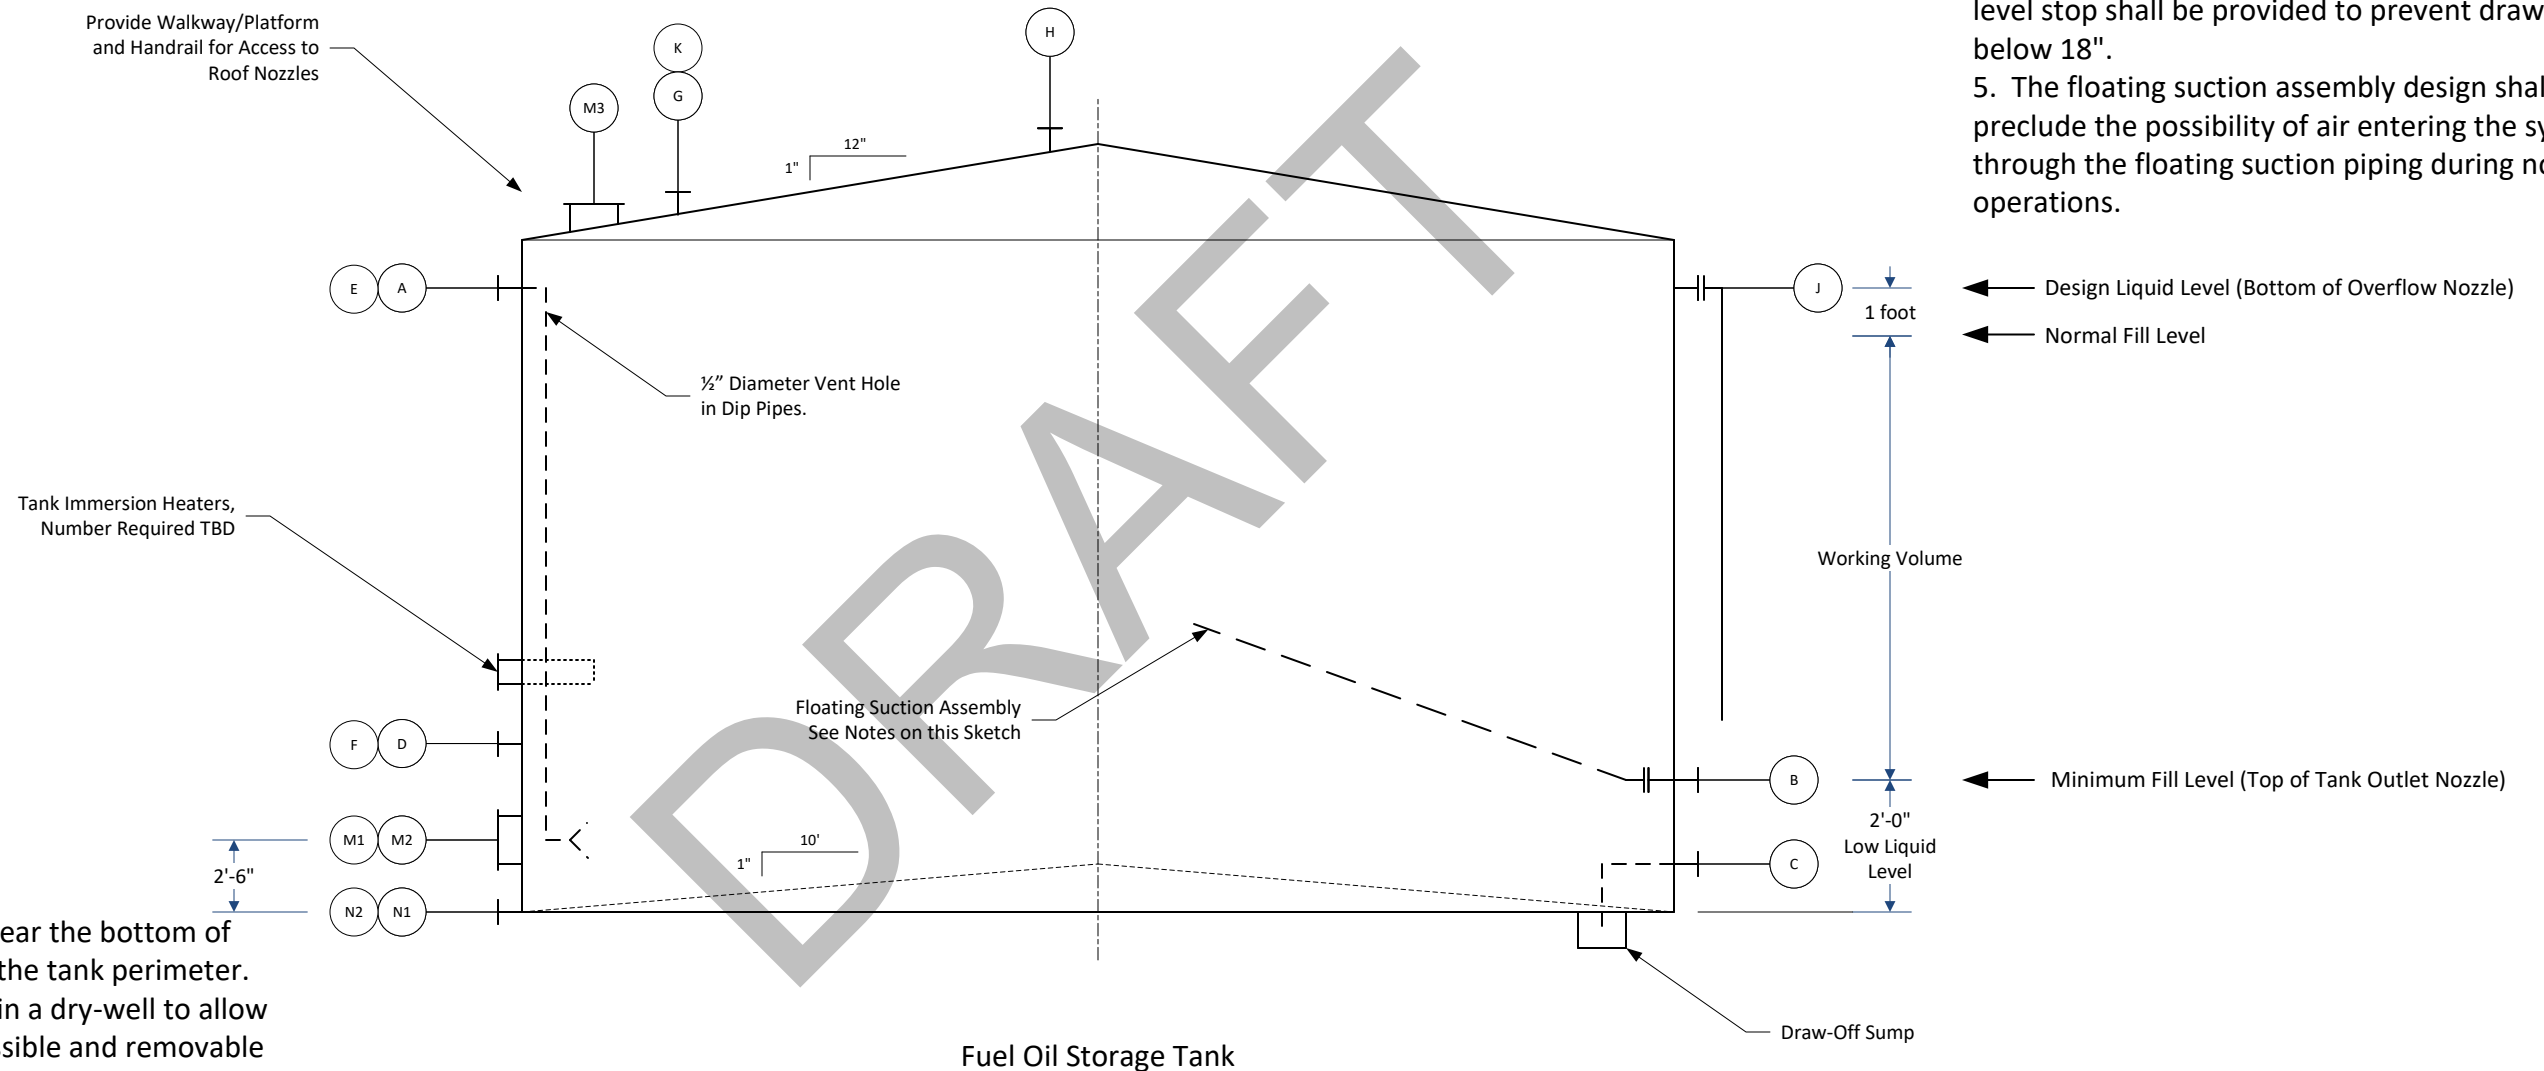 level stop shall be provided to prevent draw
below 18".
5.  The floating suction assembly design shal
preclude the possibility of air entering the sy
through the floating suction piping during no
operations.
Provide Walkway/Platform
and Handrail for Access to
Roof Nozzles
K
G
M3
H
12"
1"
E
A
J
1 foot
Design Liquid Level (Bottom of Overflow Nozzle)
Normal Fill Level
½” Diameter Vent Hole
in Dip Pipes.
DRAFT
Tank Immersion Heaters,
Number Required TBD
Working Volume
Floating Suction Assembly
See Notes on this Sketch
F
D
B
Minimum Fill Level (Top of Tank Outlet Nozzle)
2'-0"
Low Liquid
Level
M1
M2
10'
1"
C
2'-6"
N2
N1
ear the bottom of
the tank perimeter.
in a dry-well to allow
ssible and removable
Draw-Off Sump
Fuel Oil Storage Tank